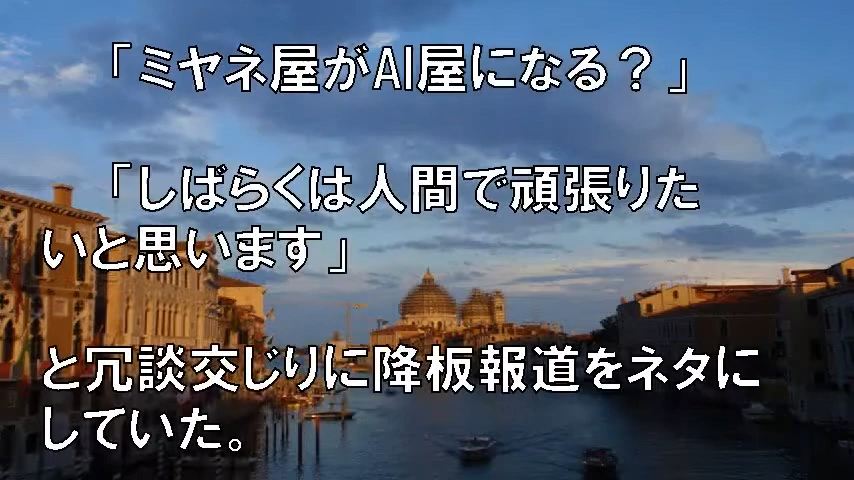 「ミヤネ屋がAI屋になる？」
「しばらくは人間で頑張りた
いと思います」
と冗談交じりに降板報道をネタに
していた。